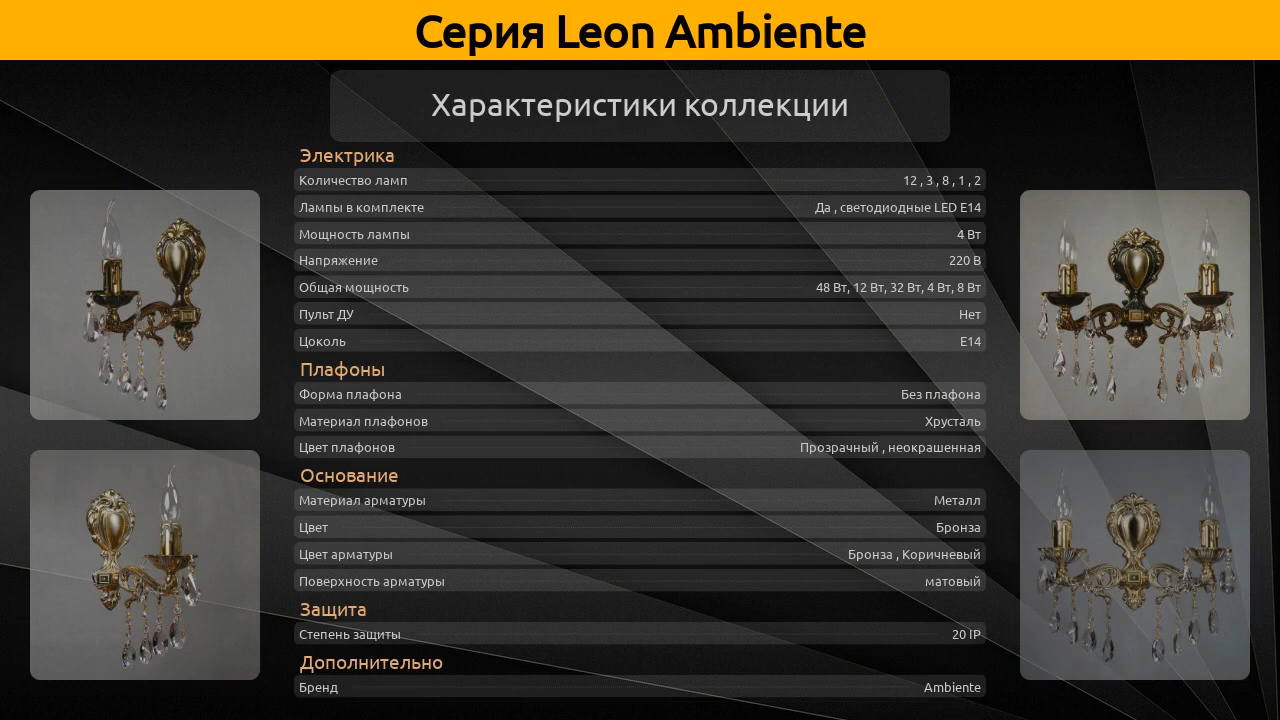 Серия Leon Ambiente
Характеристики коллекции
Электрика
Количество ламп 12 , 3 , 8 , 1 , 2
Лампы в комплекте Да , светодиодные LED E14
Мощность лампы 4 Вт
Напряжение 220 В
Общая мощность 48 Вт, 12 Вт, 32 Вт, 4 Вт, 8 Вт
Пульт ДУ Нет
Цоколь E14
Плафоны
Форма плафона Без плафона
Материал плафонов Хрусталь
Цвет плафонов Прозрачный , неокрашенная
Основание
Материал арматуры Металл
Цвет Бронза
Цвет арматуры Бронза , Коричневый
Поверхность арматуры матовый
Защита
Степень защиты 20 IP
Дополнительно
Бренд Ambiente